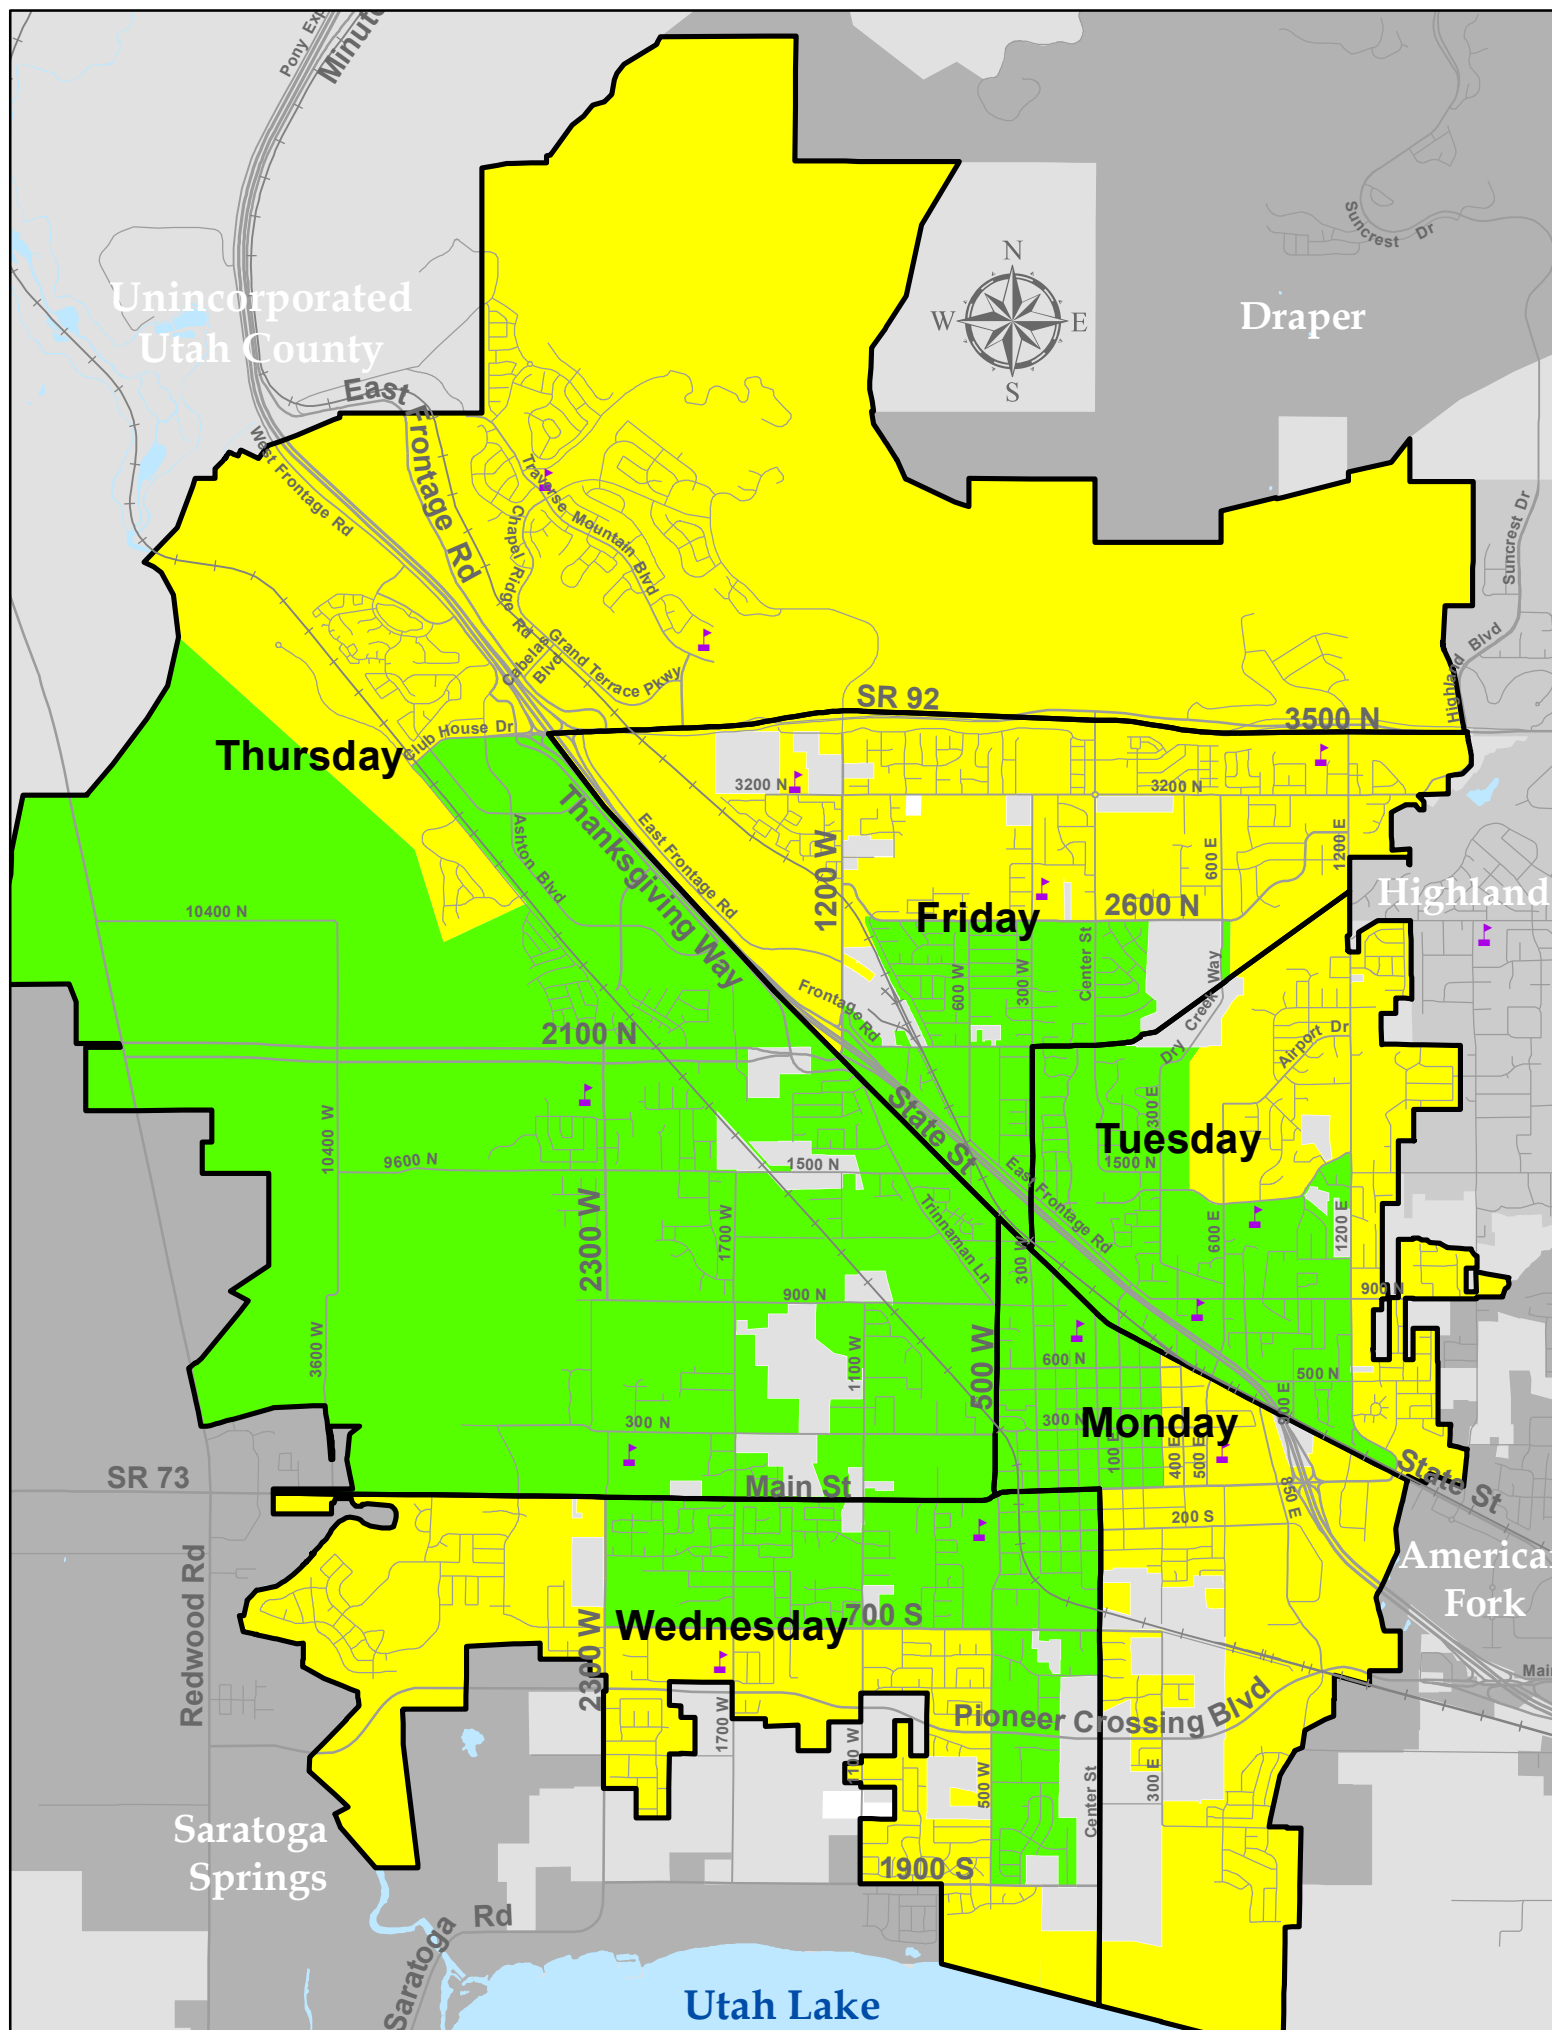 Pony Exp
Minute
Suncrest Dr
N
W
E
S
Unincorporated
Utah County
Draper
East Frontage Rd
West Frontage Rd
Traverse Mountain Blvd
Chapel Ridge Rd
Suncrest Dr
Cabelas Blvd
Grand Terrace Pkwy
Highland Blvd
SR 92
3500 N
Club House Dr
Thursday
3200 N
3200 N
Thanksgiving Way
Ashton Blvd
East Frontage Rd
1200 W
600 E
1200 E
Highland
10400 N
Friday
2600 N
600 W
300 W
Center St
Dry Creek Way
Frontage Rd
2100 N
Airport Dr
State St
300 E
10400 W
Tuesday
9600 N
1500 N
1500 N
East Frontage Rd
2300 W
1700 W
Trinnaman Ln
300 W
600 E
1200 E
900 N
900 N
3600 W
1100 W
500 W
600 N
500 N
900 E
300 N
300 N
Monday
100 E
400 E
500 E
SR 73
Main St
State St
850 E
200 S
Redwood Rd
American
Fork
Wednesday
700 S
2300 W
Main
1700 W
1100 W
Pioneer Crossing Blvd
500 W
Center St
300 E
Saratoga
Springs
1900 S
Saratoga Rd
Utah Lake